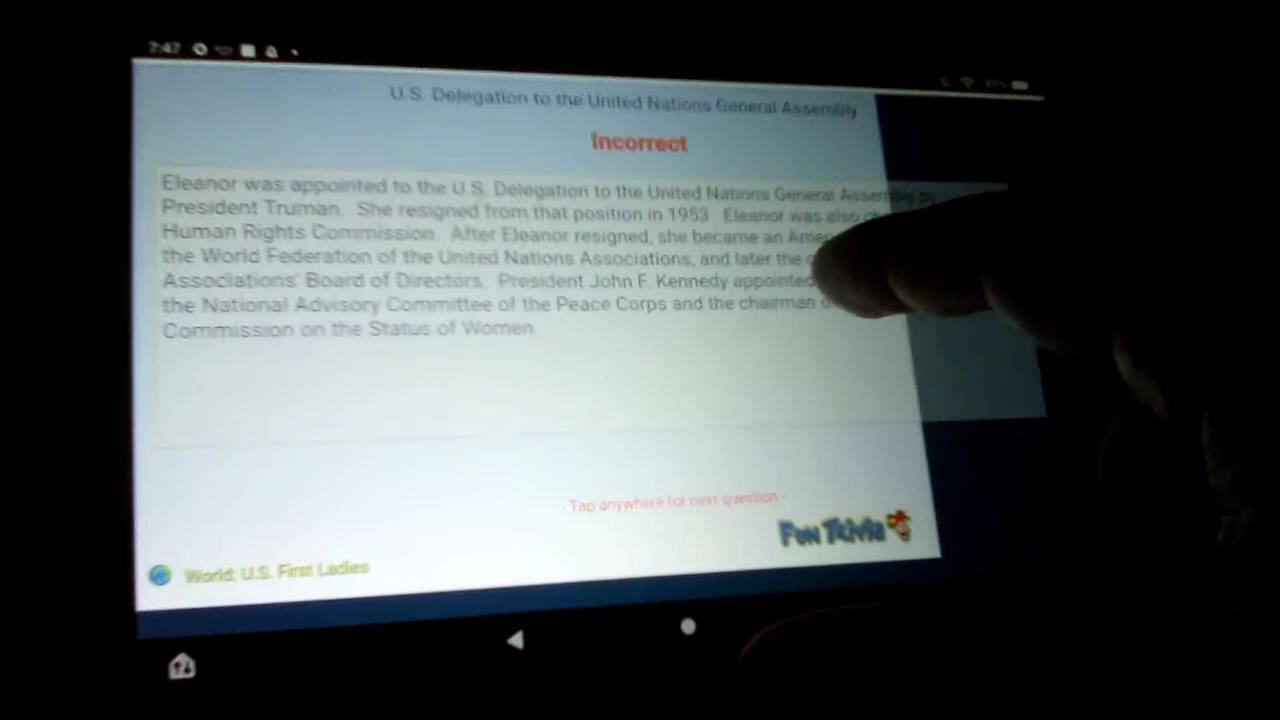 7:47
U.S. Delegation to the United Nations General Assembly
Incorrect
Eleanor was appointed to the U.S. Delegation to the United Nations General Assembly by
President Truman. She resigned from that position in 1953. Eleanor was also
Human Rights Commission. After Eleanor resigned, she became an
the World Federation of the United Nations Associations, and later the
Associations' Board of Directors. President John F. Kennedy appointed
the National Advisory Committee of the Peace Corps and the chairman
Commission on the Status of Women.
- Tap anywhere for next question -
Fun Trivia
World: U.S. First Ladies